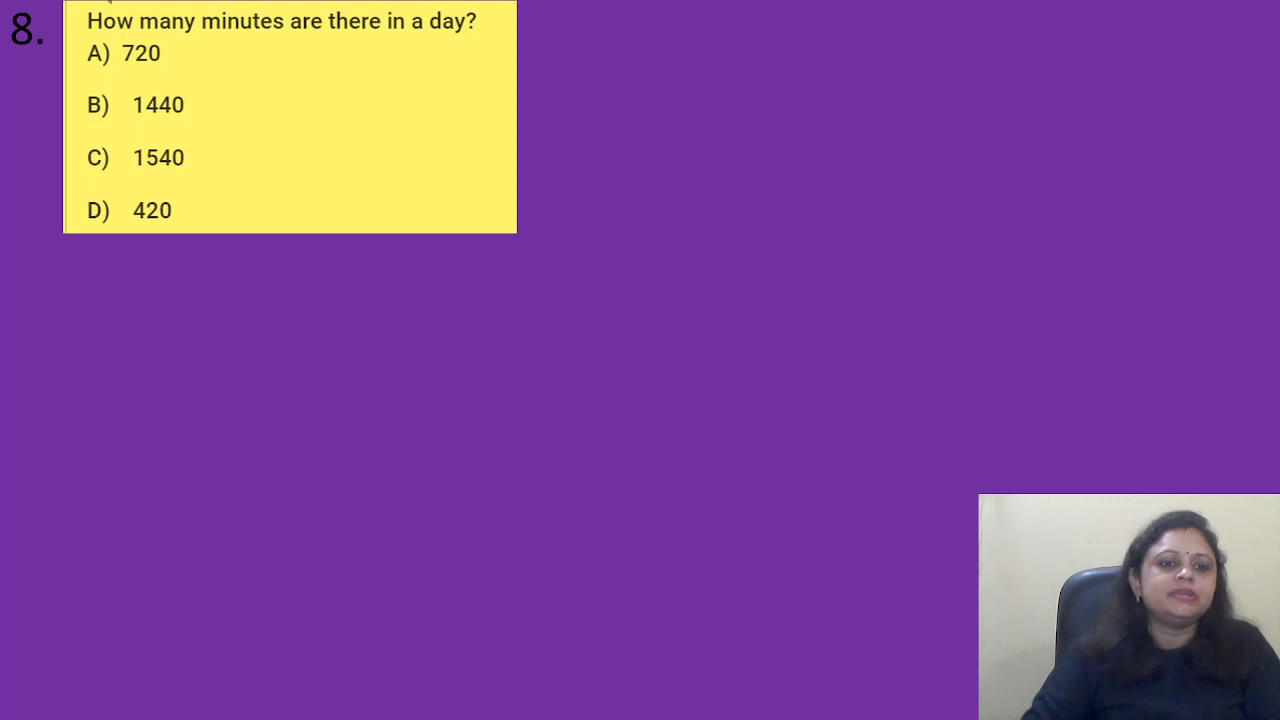 8.
How many minutes are there in a day?
A) 720
B) 1440
C) 1540
D) 420